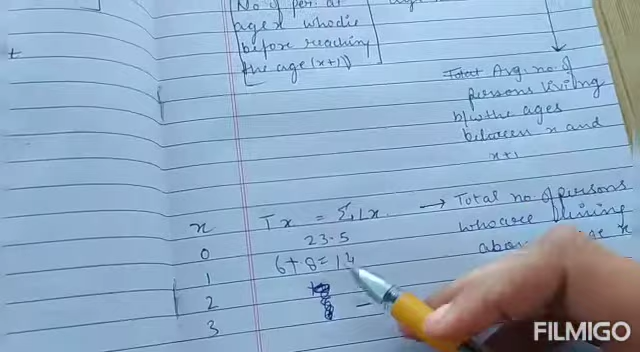 No. of per. at
age x who die
before reaching
the age (x+1)
t
Total Avg. no. of
persons living
b/w the ages
between x and
x+1
x Tx = Σ Lx. → Total no. of persons
who are living
0 23.5
above age x
1 6+8=14
2
3
FILMIGO